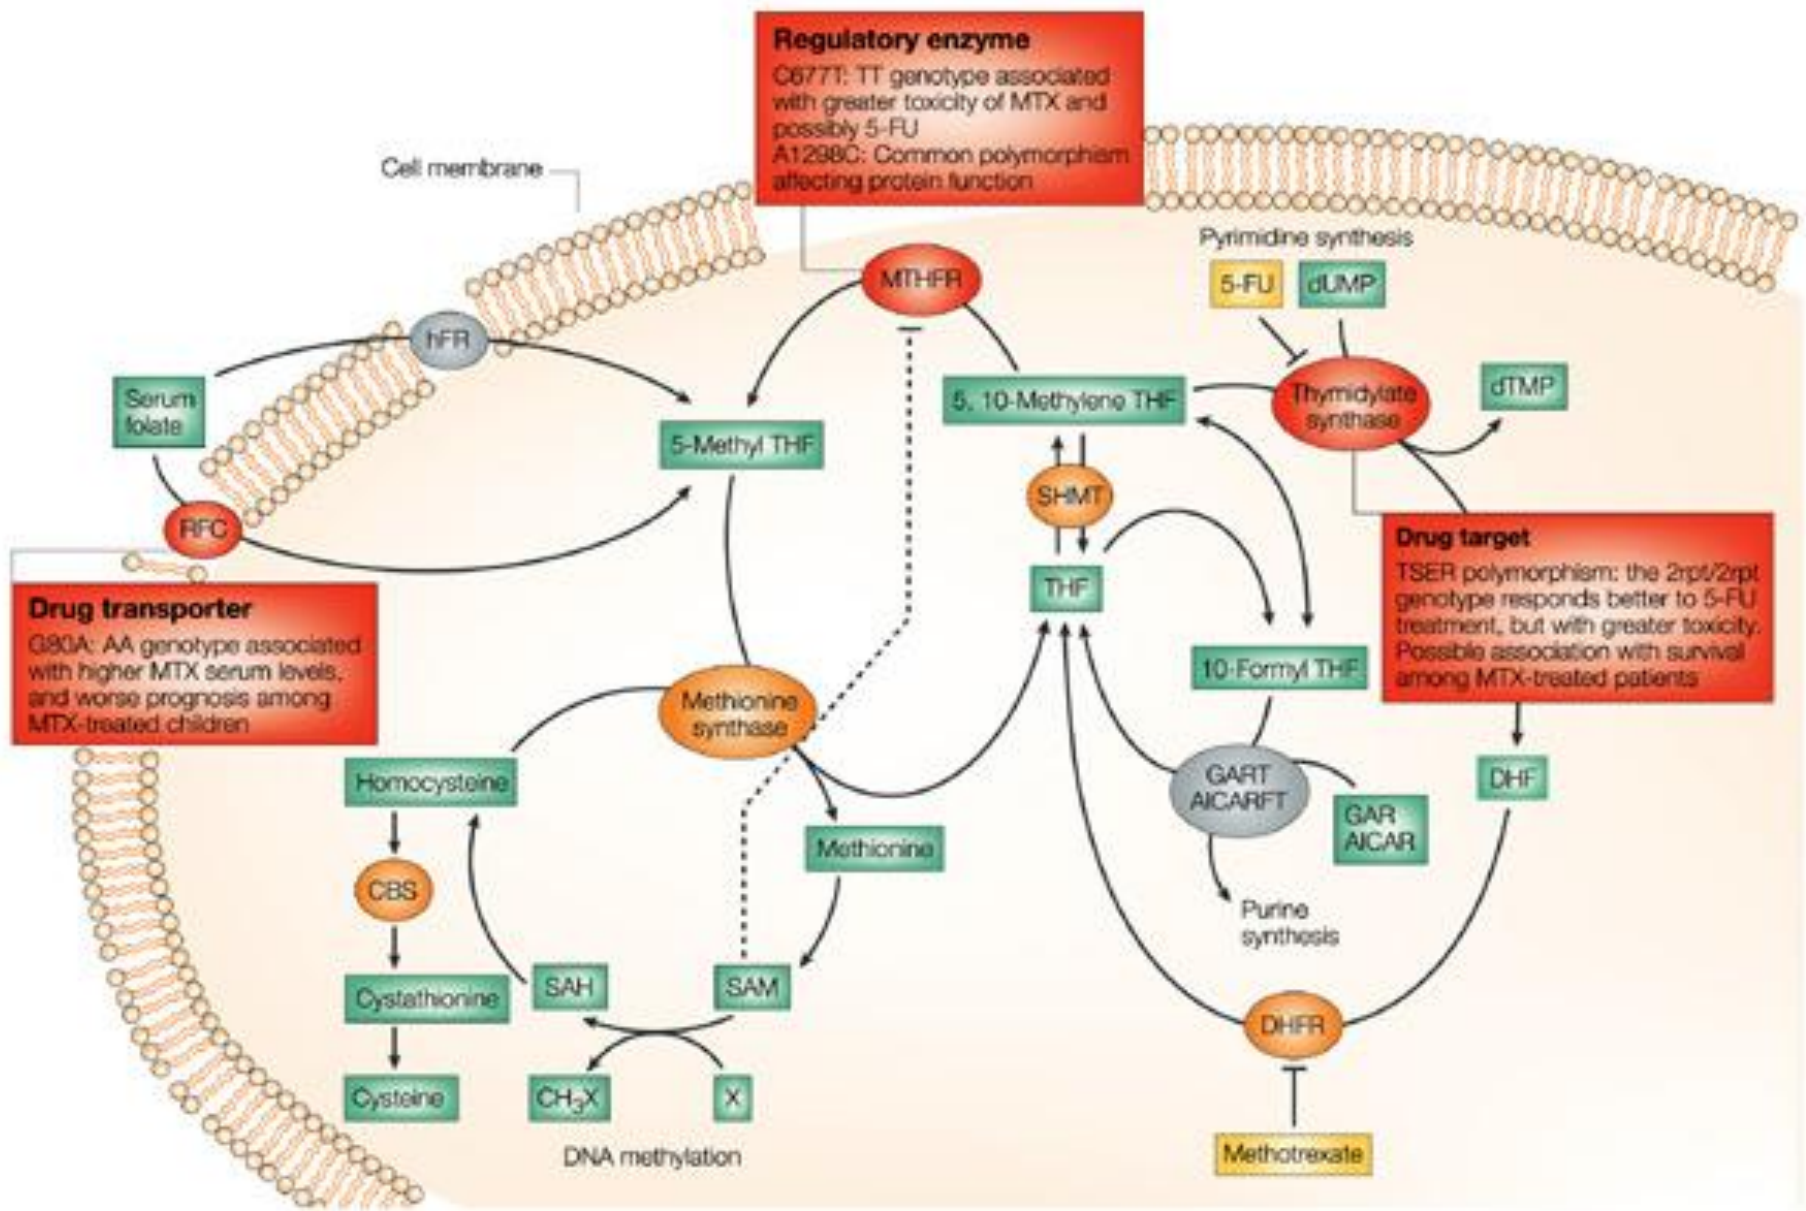 Regulatory enzyme
C677T: TT genotype associated
with greater toxicity of MTX and
possibly 5-FU
A1298C: Common polymorphism
affecting protein function
Cell membrane
Pyrimidine synthesis
MTHFR
5-FU
dUMP
hFR
Serum
folate
5, 10-Methylene THF
Thymidylate
synthase
dTMP
5-Methyl THF
SHMT
RFC
THF
Drug target
TSER polymorphism: the 2rpt/2rpt
genotype responds better to 5-FU
treatment, but with greater toxicity.
Possible association with survival
among MTX-treated patients
Drug transporter
G80A: AA genotype associated
with higher MTX serum levels,
and worse prognosis among
MTX-treated children
10-Formyl THF
Methionine
synthase
Homocysteine
GART
AICARFT
DHF
GAR
AICAR
Methionine
CBS
Purine
synthesis
Cystathionine
SAH
SAM
DHFR
Cysteine
CH3X
X
DNA methylation
Methotrexate